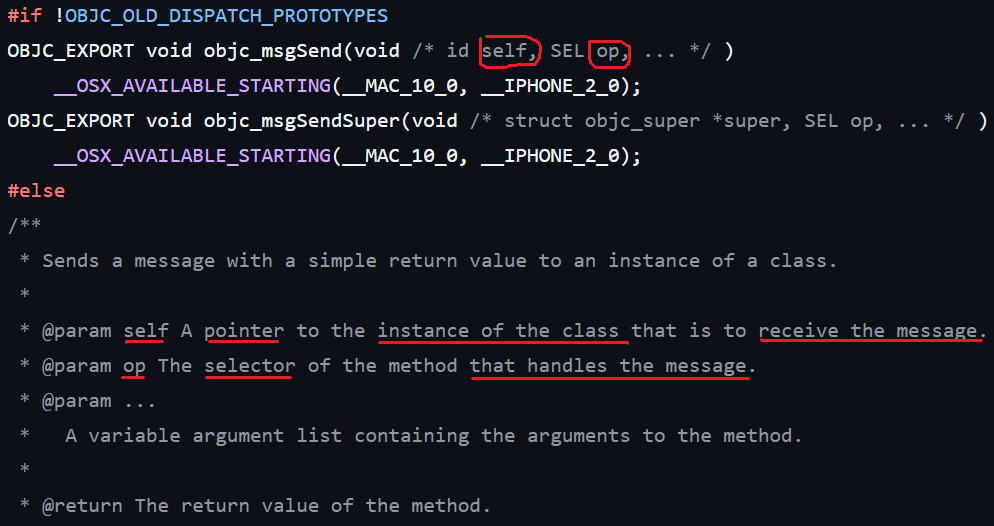 #if !OBJC_OLD_DISPATCH_PROTOTYPES
OBJC_EXPORT void objc_msgSend(void /* id self, SEL op, ... */ )
    __OSX_AVAILABLE_STARTING(__MAC_10_0, __IPHONE_2_0);
OBJC_EXPORT void objc_msgSendSuper(void /* struct objc_super *super, SEL op, ... */ )
    __OSX_AVAILABLE_STARTING(__MAC_10_0, __IPHONE_2_0);
#else
/**
 * Sends a message with a simple return value to an instance of a class.
 *
 * @param self A pointer to the instance of the class that is to receive the message.
 * @param op The selector of the method that handles the message.
 * @param ...
 *   A variable argument list containing the arguments to the method.
 *
 * @return The return value of the method.